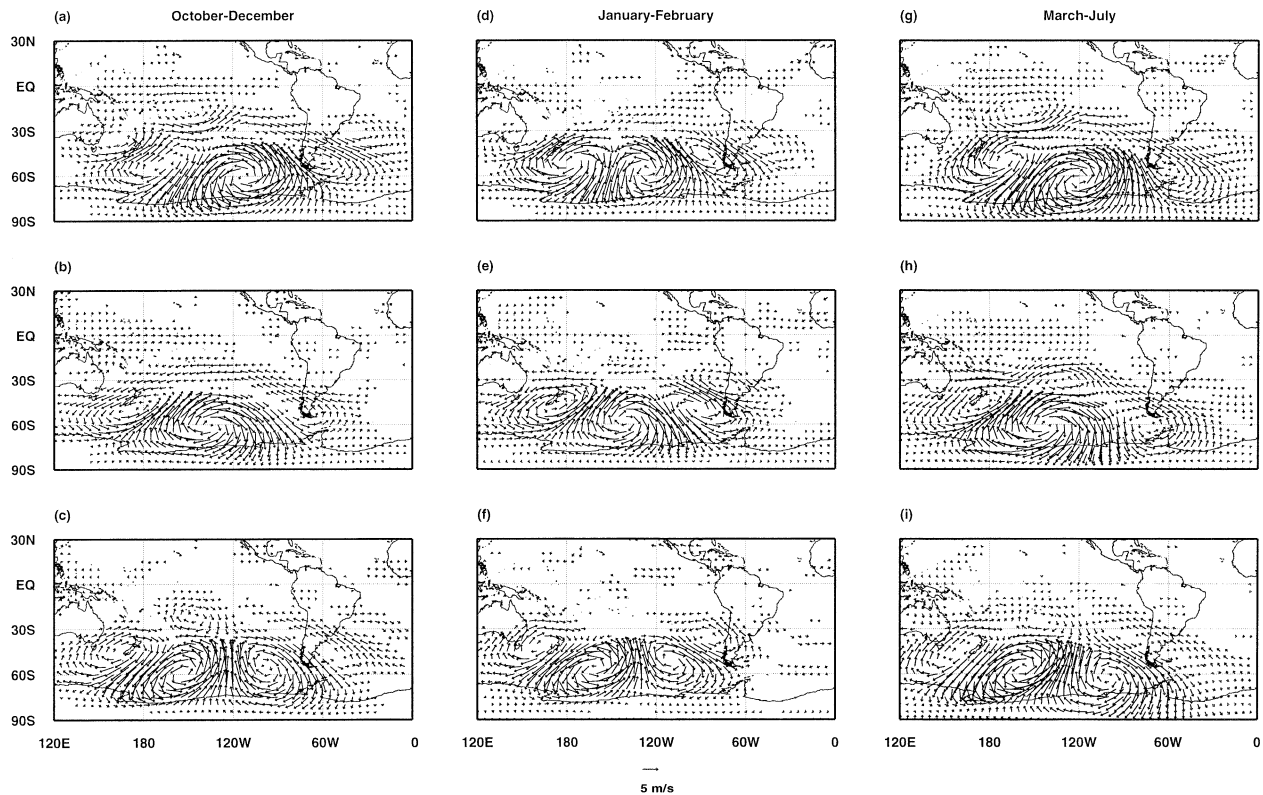 (a) October-December (d) January-February (g) March-July
30N
EQ
30S
60S
90S
(b) (e) (h)
30N
EQ
30S
60S
90S
(c) (f) (i)
30N
EQ
30S
60S
90S
120E 180 120W 60W 0 120E 180 120W 60W 0 120E 180 120W 60W 0
5 m/s